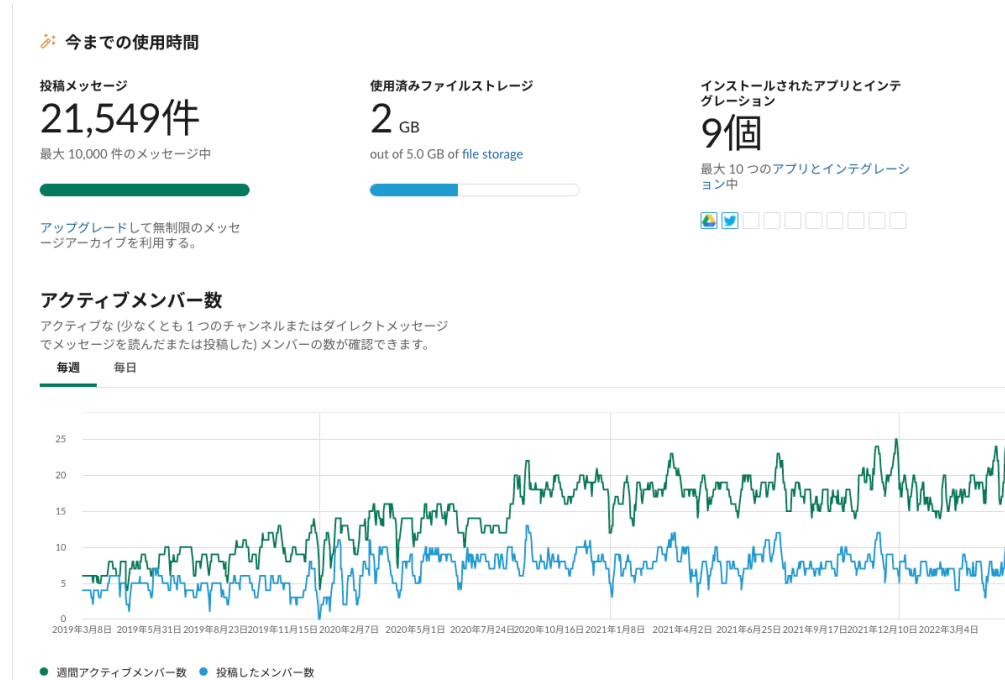 今までの使用時間
投稿メッセージ
21,549件
最大 10,000 件のメッセージ中
アップグレードして無制限のメッセ
ージアーカイブを利用する。
使用済みファイルストレージ
2 GB
out of 5.0 GB of file storage
インストールされたアプリとインテ
グレーション
9個
最大 10 つのアプリとインテグレーシ
ョン中
アクティブメンバー数
アクティブな (少なくとも 1 つのチャンネルまたはダイレクトメッセージ
でメッセージを読んだまたは投稿した) メンバーの数が確認できます。
毎週 毎日
25
20
15
10
5
0
2019年3月8日 2019年5月31日 2019年8月23日 2019年11月15日 2020年2月7日 2020年5月1日 2020年7月24日 2020年10月16日 2021年1月8日 2021年4月2日 2021年6月25日 2021年9月17日 2021年12月10日 2022年3月4日
週間アクティブメンバー数 投稿したメンバー数